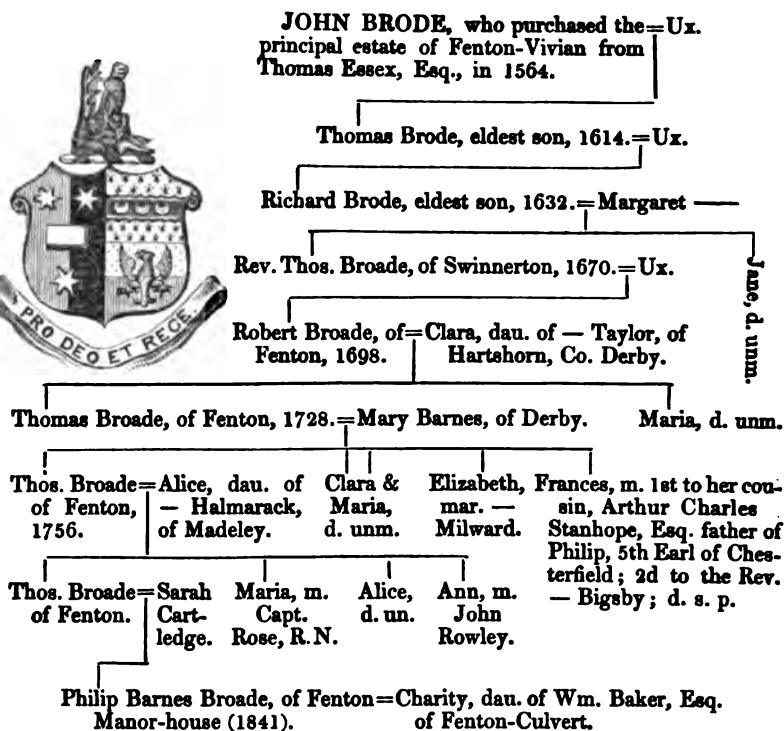 JOHN BRODE, who purchased the=Ux.
principal estate of Fenton-Vivian from
Thomas Essex, Esq., in 1564.
Thomas Brode, eldest son, 1614.=Ux.
Richard Brode, eldest son, 1632.=Margaret —
Rev. Thos. Broade, of Swinnerton, 1670.=Ux.
Jane, d. unm.
PRO DEO ET REGE.
Robert Broade, of=Clara, dau. of — Taylor, of
Fenton, 1698. Hartshorn, Co. Derby.
Thomas Broade, of Fenton, 1728.=Mary Barnes, of Derby. Maria, d. unm.
Thos. Broade=Alice, dau. of Clara & Elizabeth, Frances, m. 1st to her cou-
of Fenton, — Halmarack, Maria, mar. — sin, Arthur Charles
1756. of Madeley. d. unm. Milward. Stanhope, Esq. father of
Philip, 5th Earl of Ches-
terfield; 2d to the Rev.
— Bigsby; d. s. p.
Thos. Broade=Sarah Maria, m. Alice, Ann, m.
of Fenton. Cart- Capt. d. un. John
ledge. Rose, R.N. Rowley.
Philip Barnes Broade, of Fenton=Charity, dau. of Wm. Baker, Esq.
Manor-house (1841). of Fenton-Culvert.